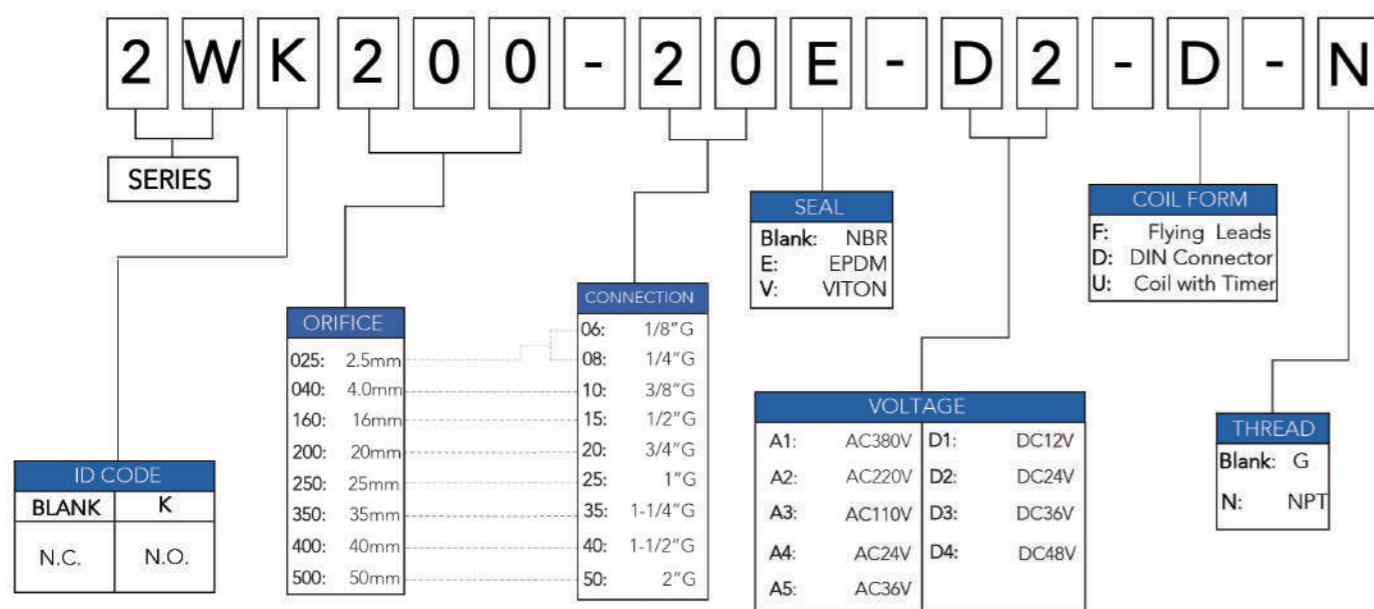 2WK200-20E-D2-D-N
SERIES
SEAL
Blank: NBR
E: EPDM
V: VITON
COIL FORM
F: Flying Leads
D: DIN Connector
U: Coil with Timer
ORIFICE
025: 2.5mm
040: 4.0mm
160: 16mm
200: 20mm
250: 25mm
350: 35mm
400: 40mm
500: 50mm
CONNECTION
06: 1/8"G
08: 1/4"G
10: 3/8"G
15: 1/2"G
20: 3/4"G
25: 1"G
35: 1-1/4"G
40: 1-1/2"G
50: 2"G
VOLTAGE
A1: AC380V D1: DC12V
A2: AC220V D2: DC24V
A3: AC110V D3: DC36V
A4: AC24V D4: DC48V
A5: AC36V
THREAD
Blank: G
N: NPT
ID CODE
BLANK K
N.C. N.O.